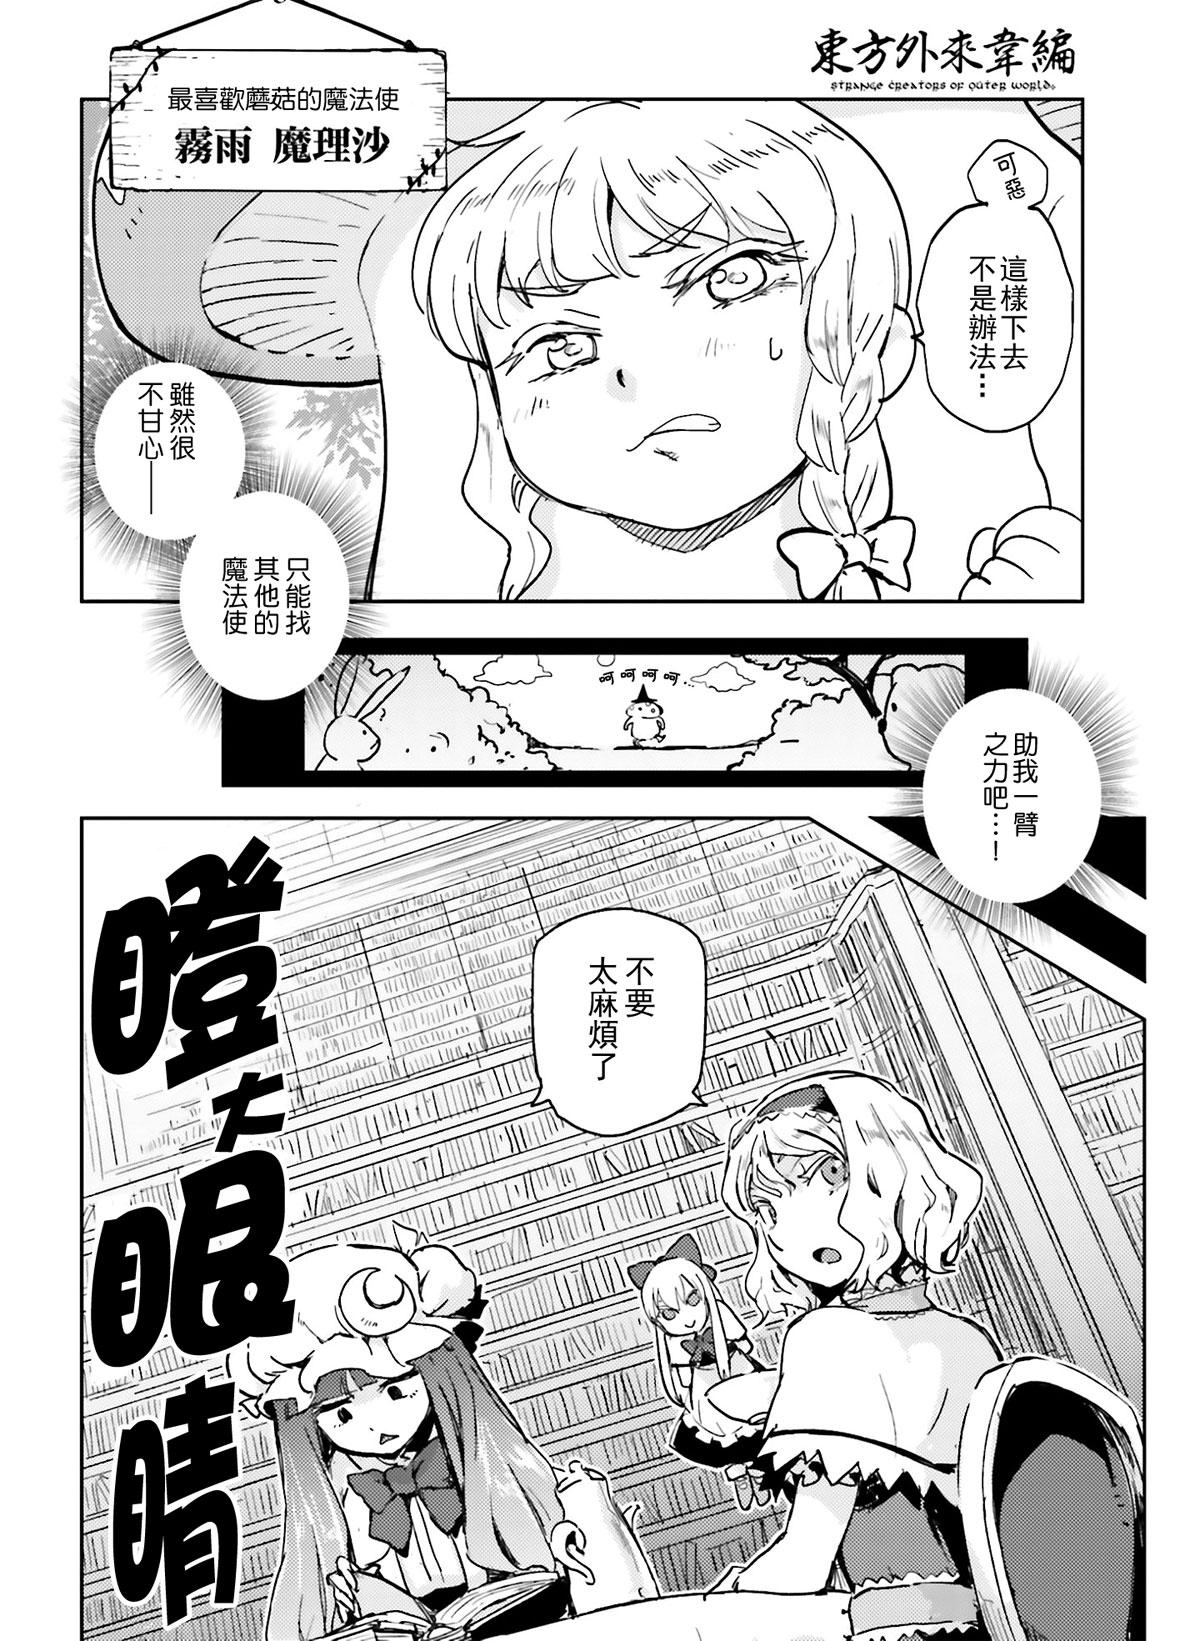 東方外來韋編
STRANGE CREATORS OF OUTER WORLD。
最喜歡蘑菇的魔法使
霧雨 魔理沙
可惡
這樣下去
不是辦法…
雖然很
不甘心——
只能找
其他的
魔法使
呵呵呵呵…
助我一臂
之力吧…！
不要
太麻煩了
瞪大眼睛